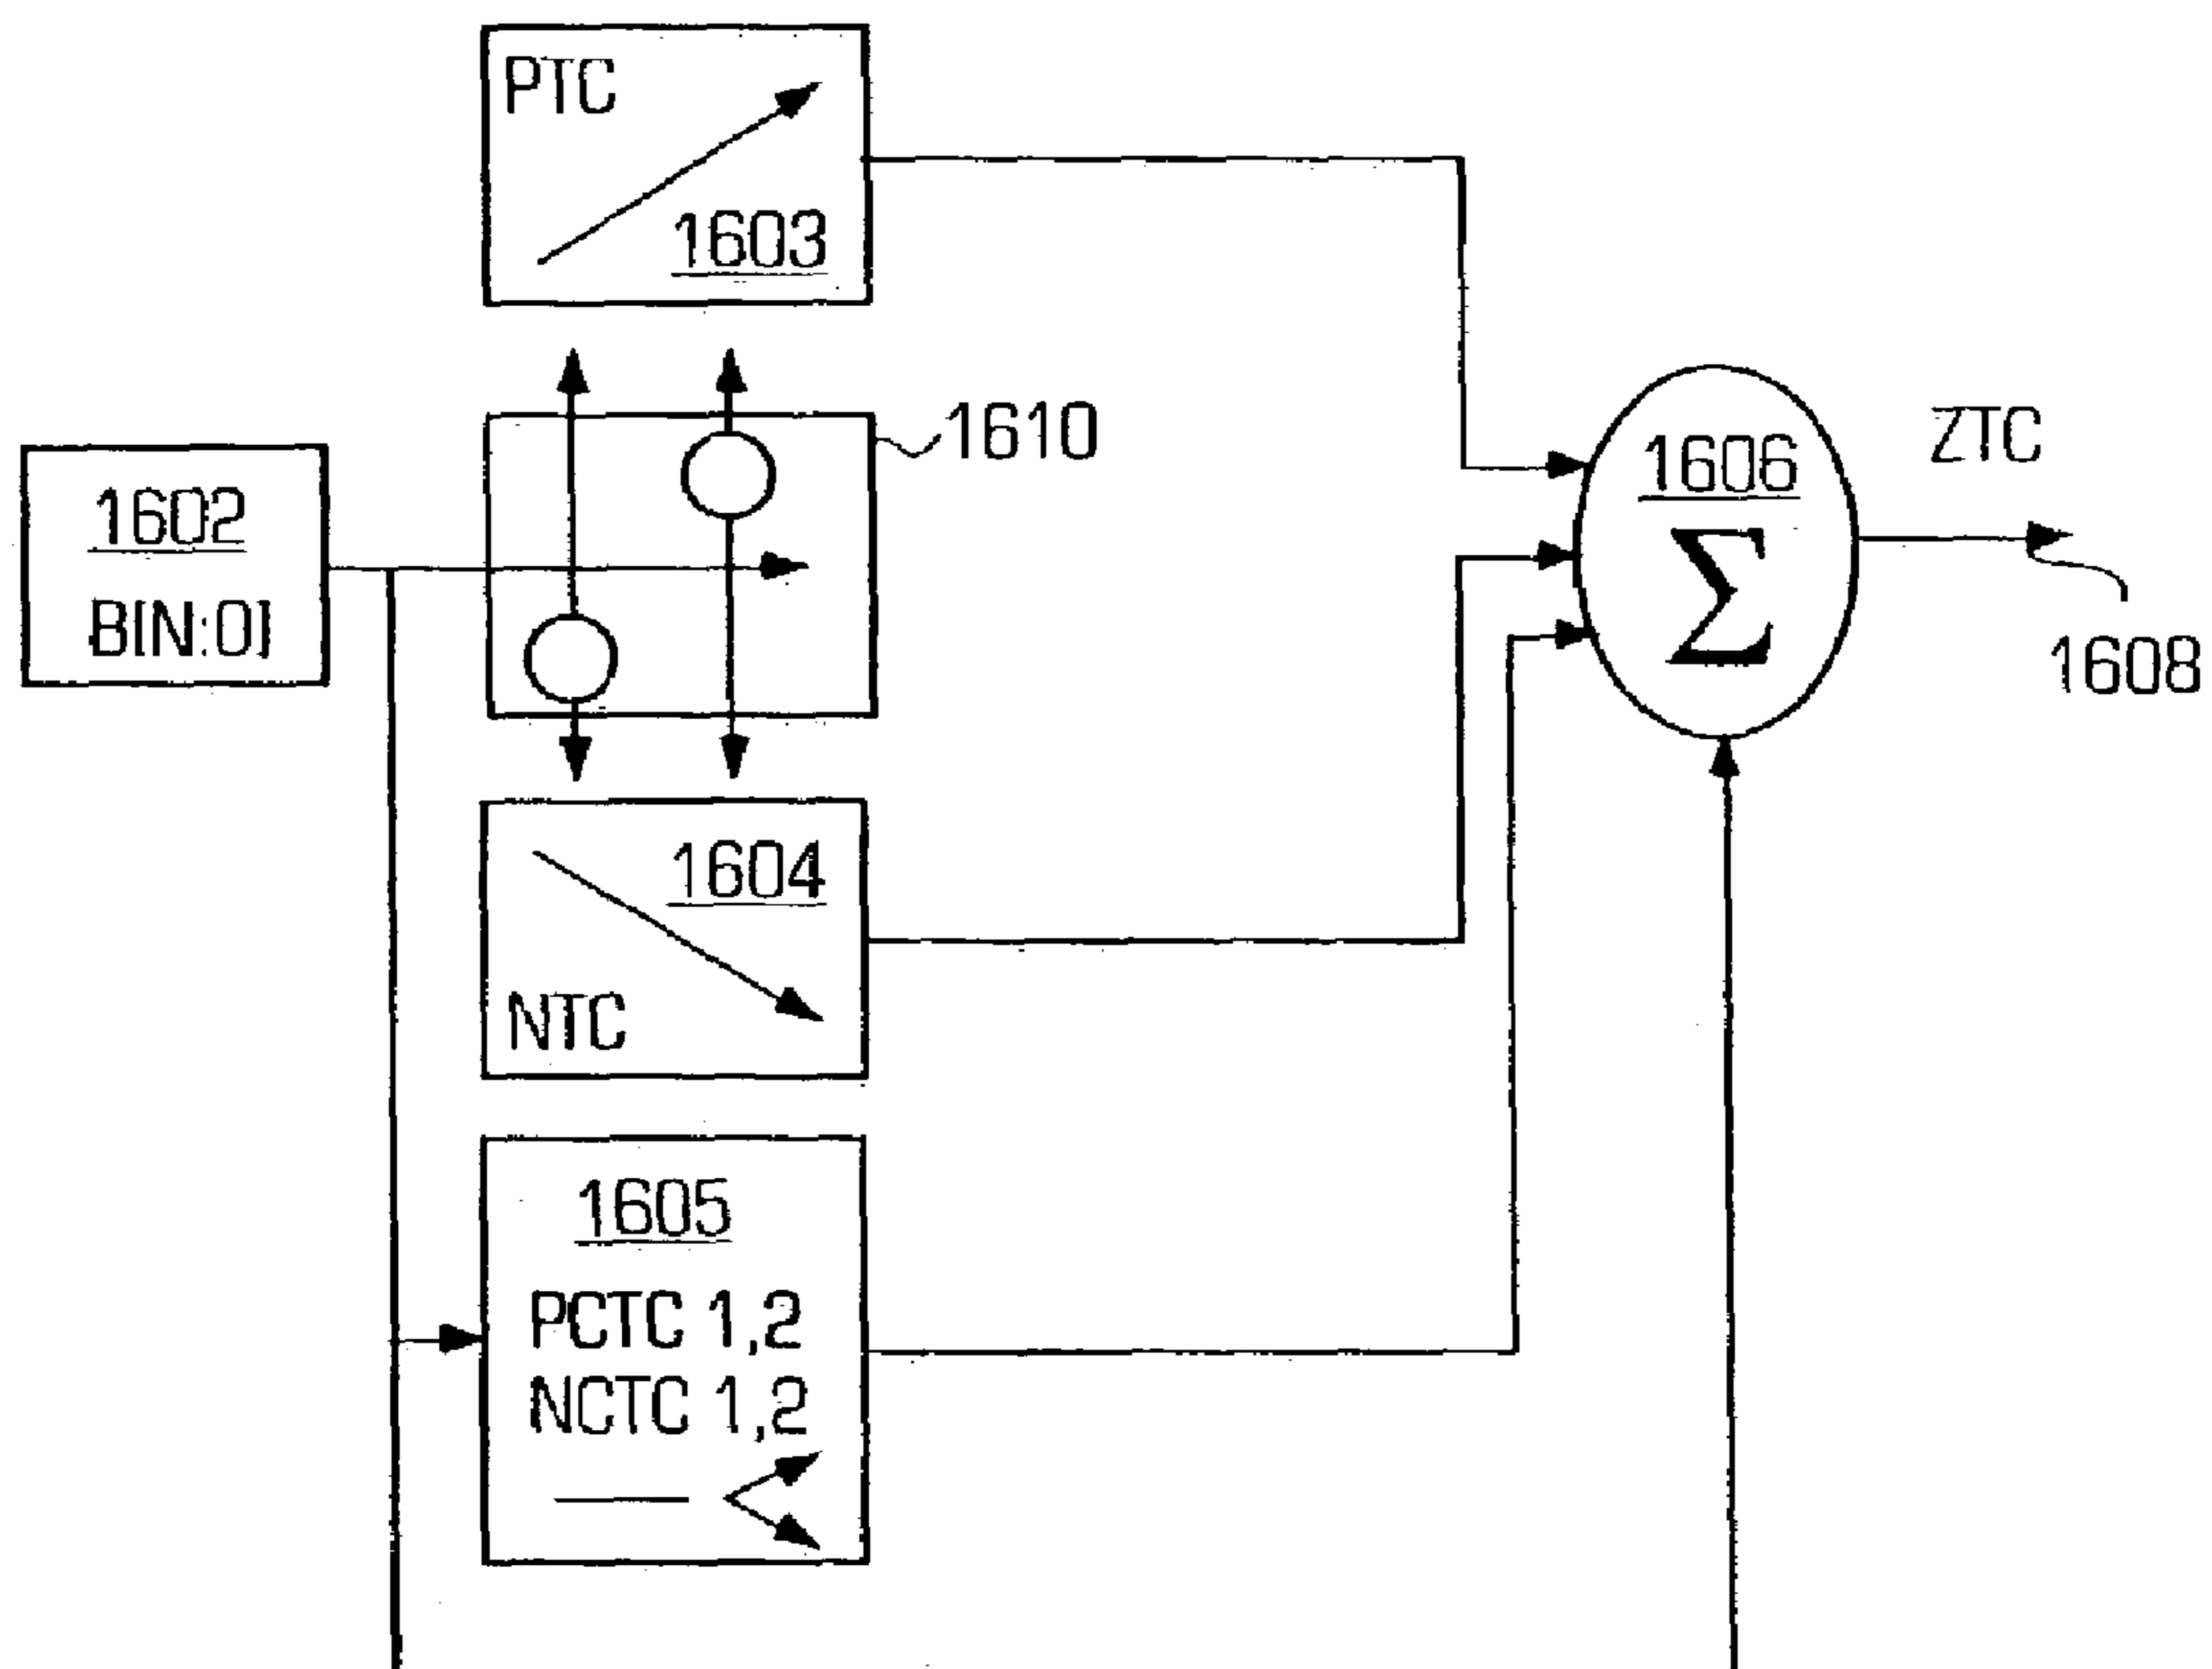 PTC
1603
1610
1602
B[N:0]
1606
Σ
ZTC
1608
1604
NTC
1605
PCTC 1,2
NCTC 1,2